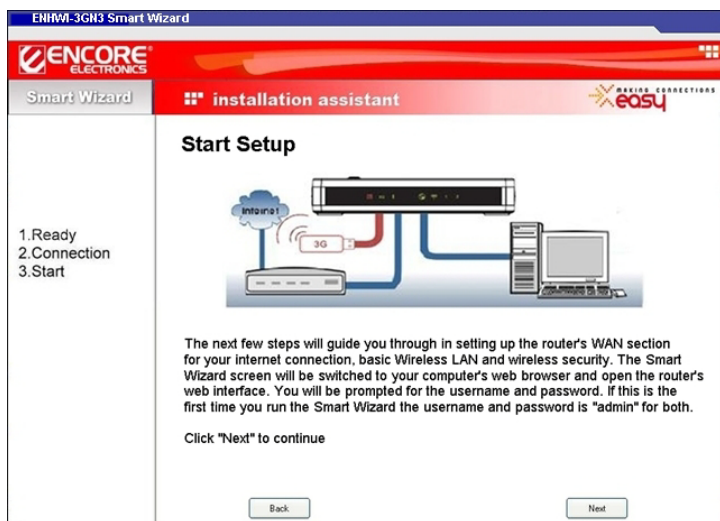 ENHWI-3GN3 Smart Wizard
ENCORE
ELECTRONICS
Smart Wizard
installation assistant
MAKING CONNECTIONS
easy
Start Setup
Internet
3G
1.Ready
2.Connection
3.Start
The next few steps will guide you through in setting up the router's WAN section
for your internet connection, basic Wireless LAN and wireless security. The Smart
Wizard screen will be switched to your computer's web browser and open the router's
web interface. You will be prompted for the username and password. If this is the
first time you run the Smart Wizard the username and password is "admin" for both.
Click "Next" to continue
Back
Next